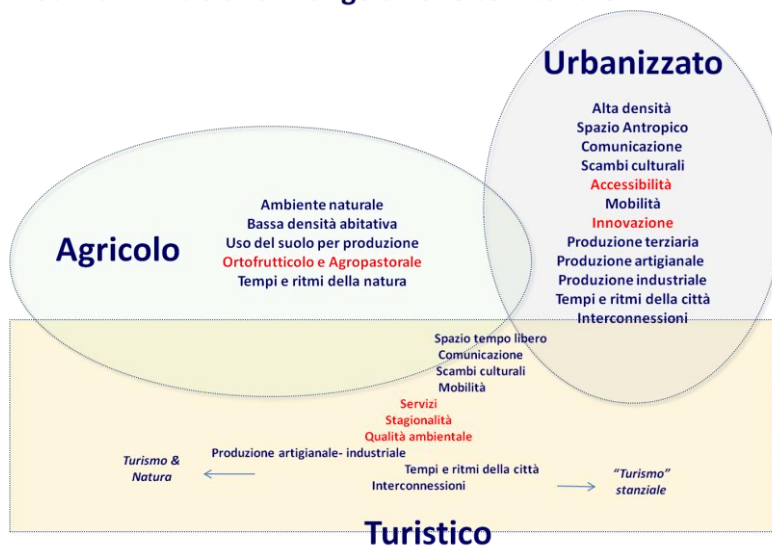 Urbanizzato
Alta densità
Spazio Antropico
Comunicazione
Scambi culturali
Accessibilità
Mobilità
Innovazione
Produzione terziaria
Produzione artigianale
Produzione industriale
Tempi e ritmi della città
Interconnessioni
Agricolo
Ambiente naturale
Bassa densità abitativa
Uso del suolo per produzione
Ortofrutticolo e Agropastorale
Tempi e ritmi della natura
Spazio tempo libero
Comunicazione
Scambi culturali
Mobilità
Servizi
Stagionalità
Qualità ambientale
Produzione artigianale- industriale
Tempi e ritmi della città
Interconnessioni
Turismo &
Natura
"Turismo"
stanziale
Turistico